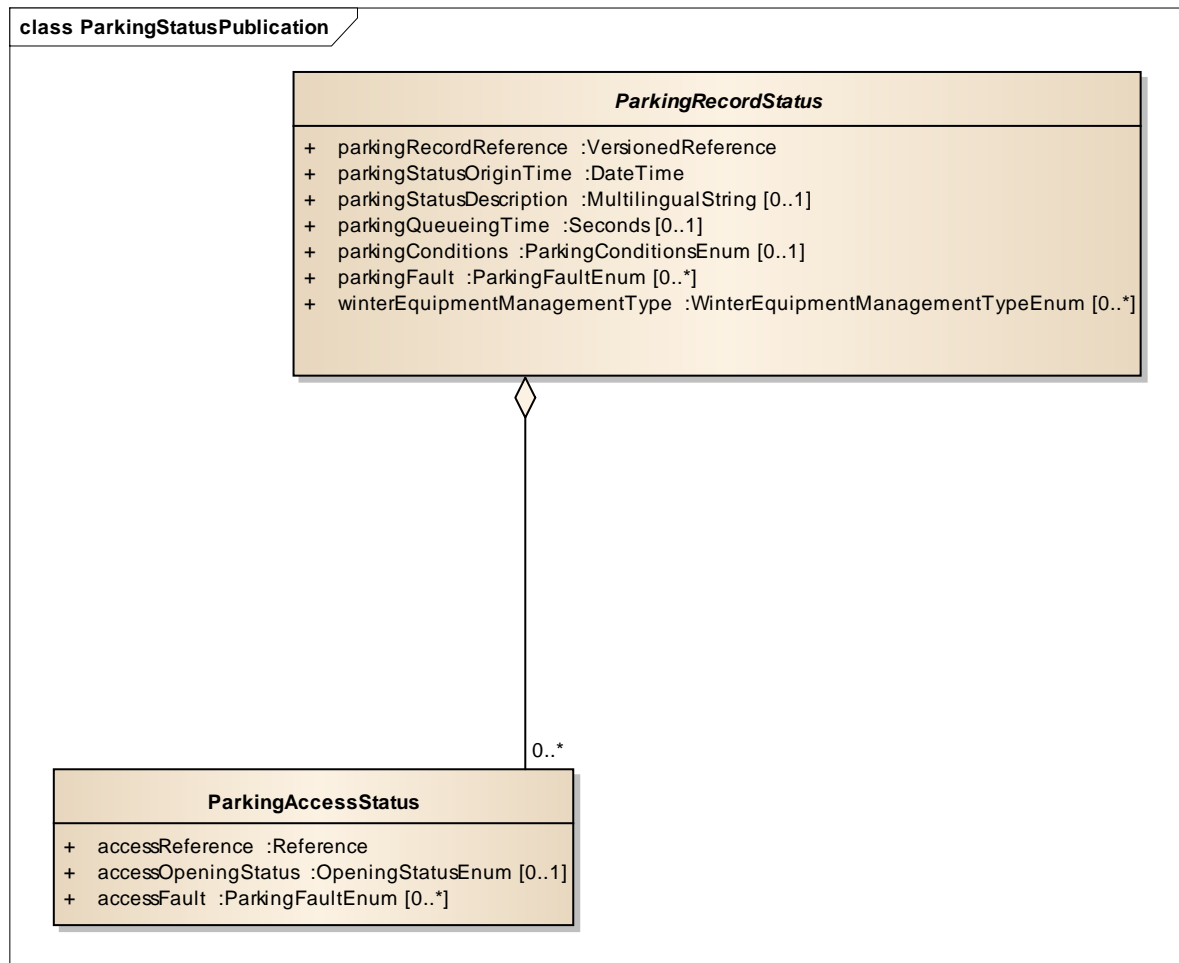 class ParkingStatusPublication
ParkingRecordStatus
+ parkingRecordReference :VersionedReference
+ parkingStatusOriginTime :DateTime
+ parkingStatusDescription :MultilingualString [0..1]
+ parkingQueueingTime :Seconds [0..1]
+ parkingConditions :ParkingConditionsEnum [0..1]
+ parkingFault :ParkingFaultEnum [0..*]
+ winterEquipmentManagementType :WinterEquipmentManagementTypeEnum [0..*]
0..*
ParkingAccessStatus
+ accessReference :Reference
+ accessOpeningStatus :OpeningStatusEnum [0..1]
+ accessFault :ParkingFaultEnum [0..*]